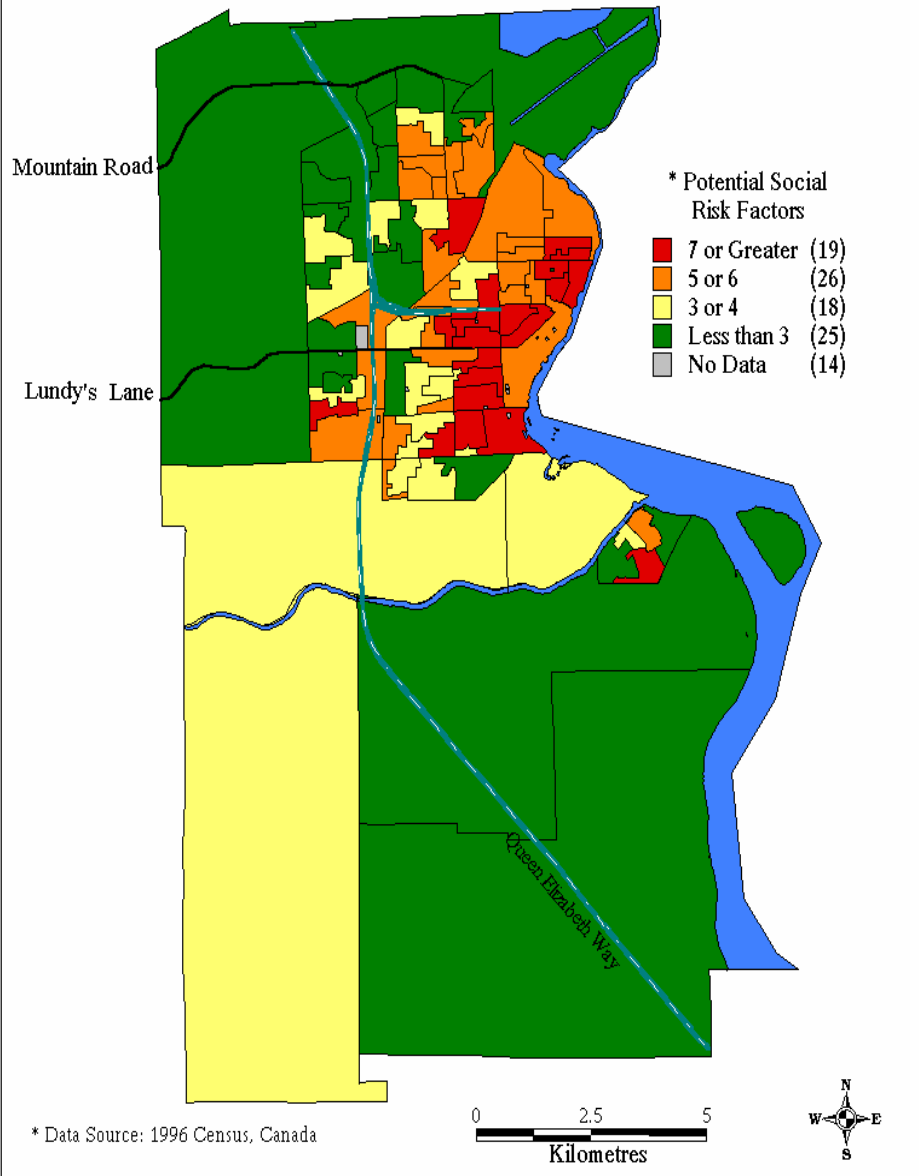 Mountain Road
* Potential Social
Risk Factors
7 or Greater (19)
5 or 6 (26)
3 or 4 (18)
Less than 3 (25)
No Data (14)
Lundy's Lane
Queen Elizabeth Way
* Data Source: 1996 Census, Canada
0 2.5 5
Kilometres
N
W E
S